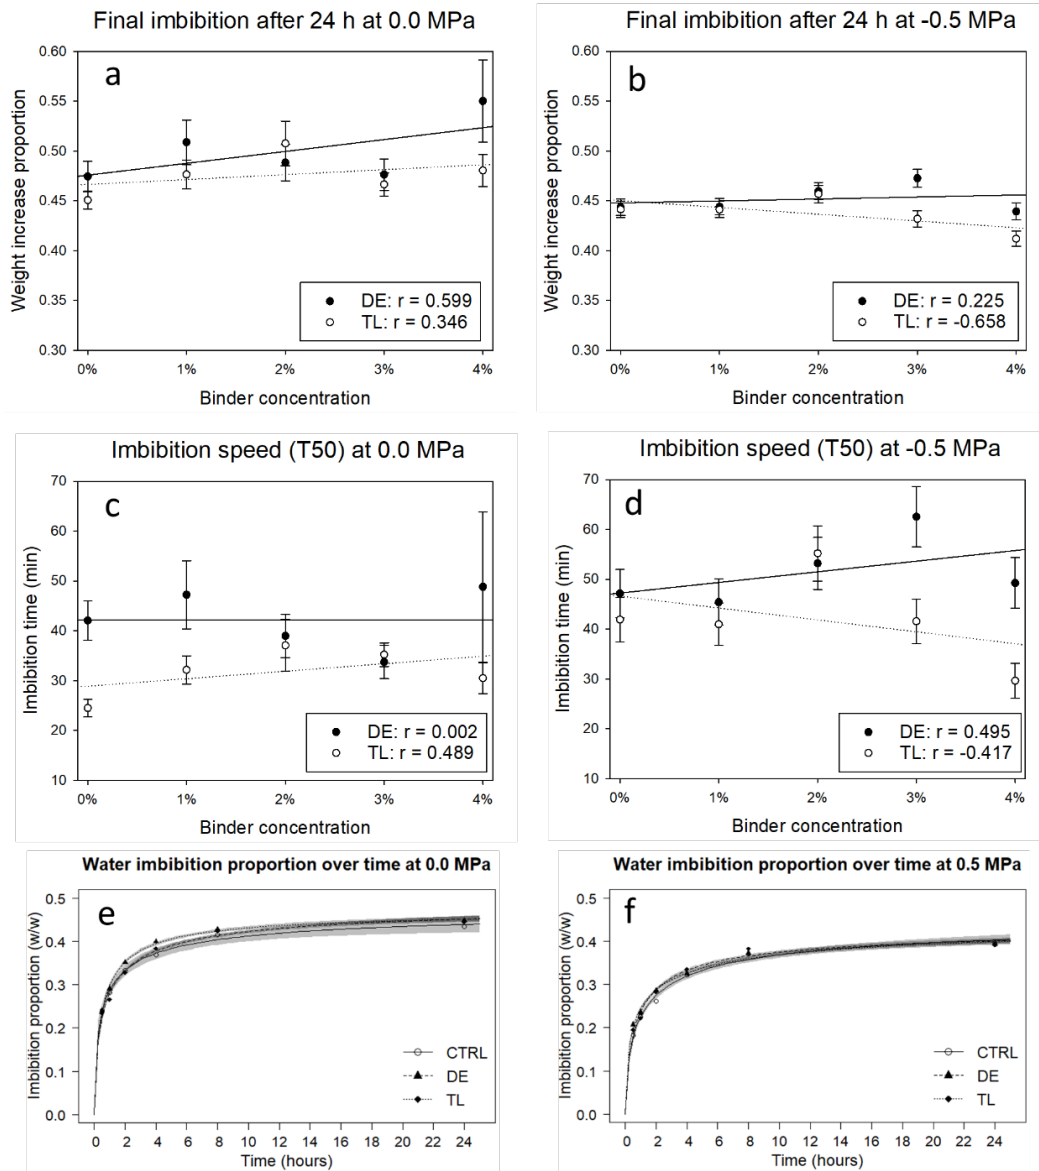 Final imbibition after 24 h at 0.0 MPa
a
Weight increase proportion
0.60
0.55
0.50
0.45
0.40
0.35
0.30
DE: r = 0.599
TL: r = 0.346
0% 1% 2% 3% 4%
Binder concentration
Final imbibition after 24 h at -0.5 MPa
b
Weight increase proportion
0.60
0.55
0.50
0.45
0.40
0.35
0.30
DE: r = 0.225
TL: r = -0.658
0% 1% 2% 3% 4%
Binder concentration
Imbibition speed (T50) at 0.0 MPa
c
Imbibition time (min)
70
60
50
40
30
20
10
DE: r = 0.002
TL: r = 0.489
0% 1% 2% 3% 4%
Binder concentration
Imbibition speed (T50) at -0.5 MPa
d
Imbibition time (min)
70
60
50
40
30
20
10
DE: r = 0.495
TL: r = -0.417
0% 1% 2% 3% 4%
Binder concentration
Water imbibition proportion over time at 0.0 MPa
e
Imbibition proportion (w/w)
0.5
0.4
0.3
0.2
0.1
0.0
CTRL
DE
TL
0 2 4 6 8 10 12 14 16 18 20 22 24
Time (hours)
Water imbibition proportion over time at 0.5 MPa
f
Imbibition proportion (w/w)
0.5
0.4
0.3
0.2
0.1
0.0
CTRL
DE
TL
0 2 4 6 8 10 12 14 16 18 20 22 24
Time (hours)